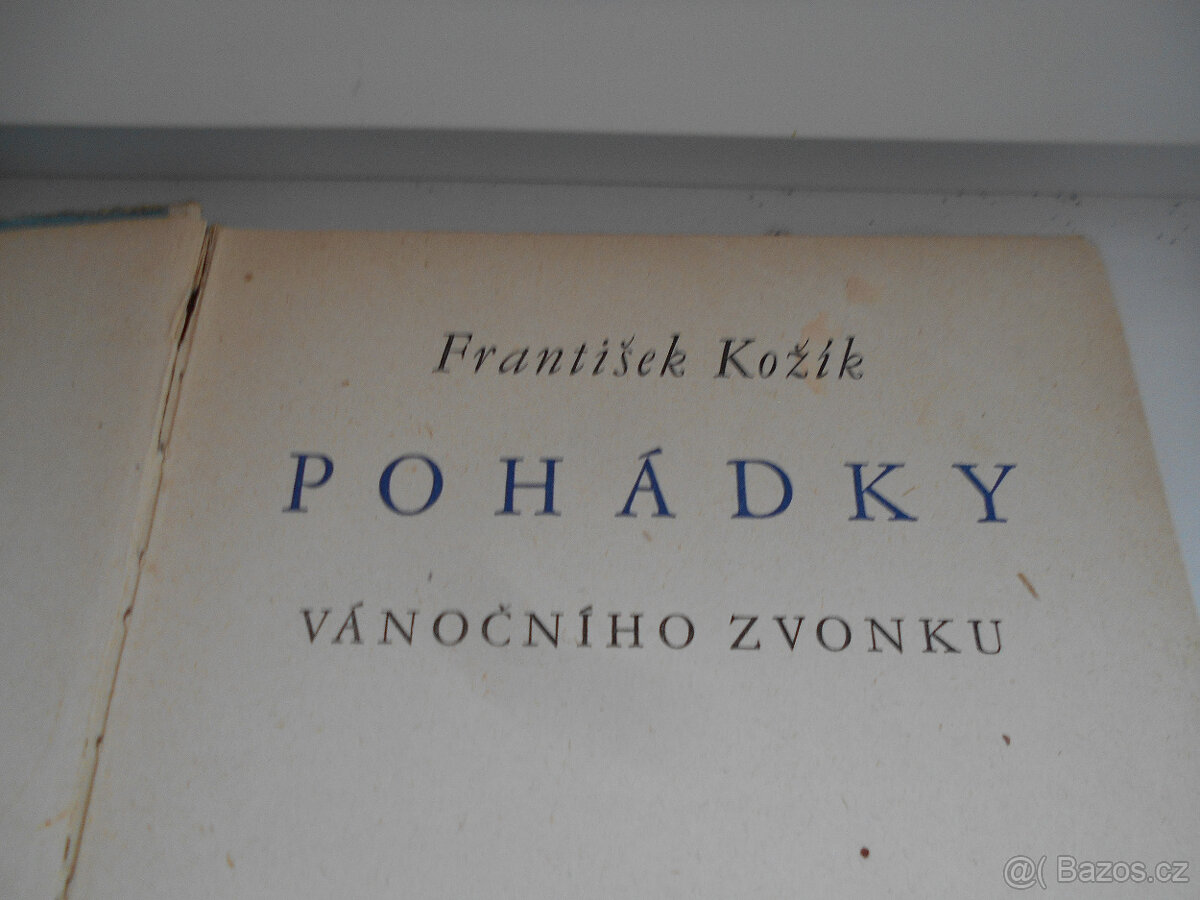 František Kožík
POHÁDKY
VÁNOČNÍHO ZVONKU
@( Bazos.cz